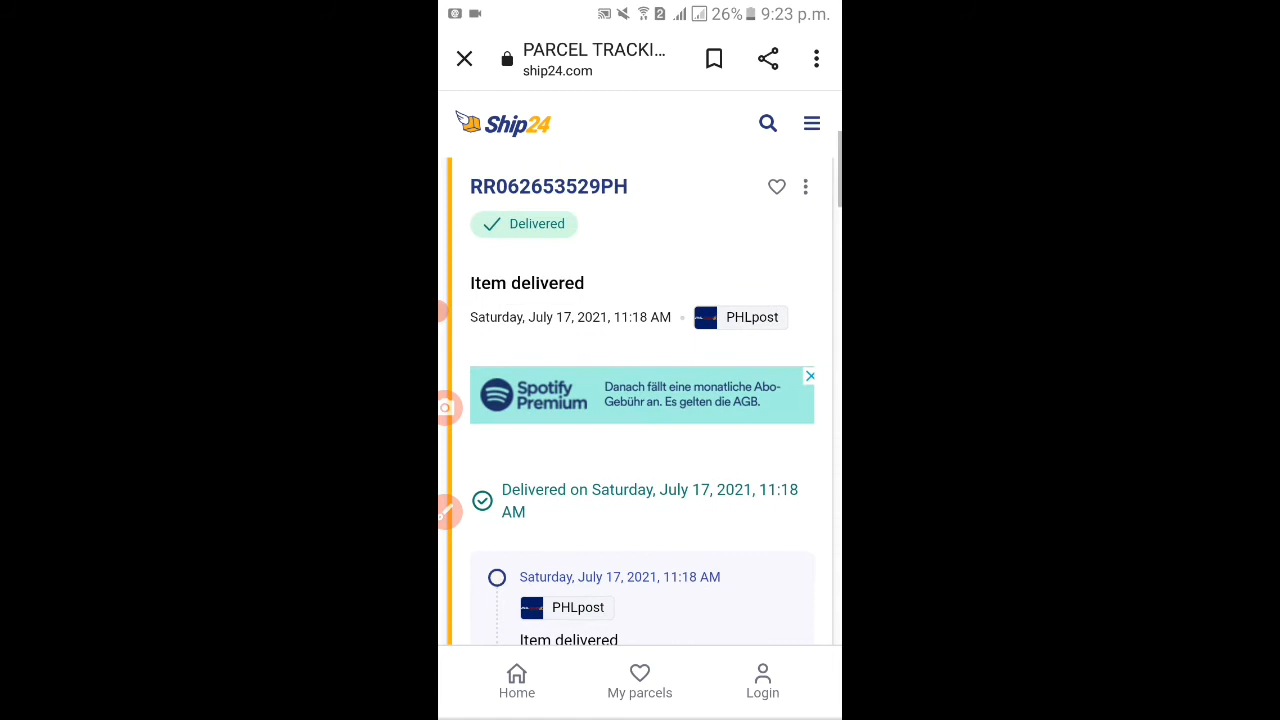 2 26% 9:23 p.m.
PARCEL TRACKI...
ship24.com
Ship24
RR062653529PH
Delivered
Item delivered
Saturday, July 17, 2021, 11:18 AM PHLpost
Spotify Premium
Danach fällt eine monatliche Abo-
Gebühr an. Es gelten die AGB.
Delivered on Saturday, July 17, 2021, 11:18
AM
Saturday, July 17, 2021, 11:18 AM
PHLpost
Item delivered
Home My parcels Login